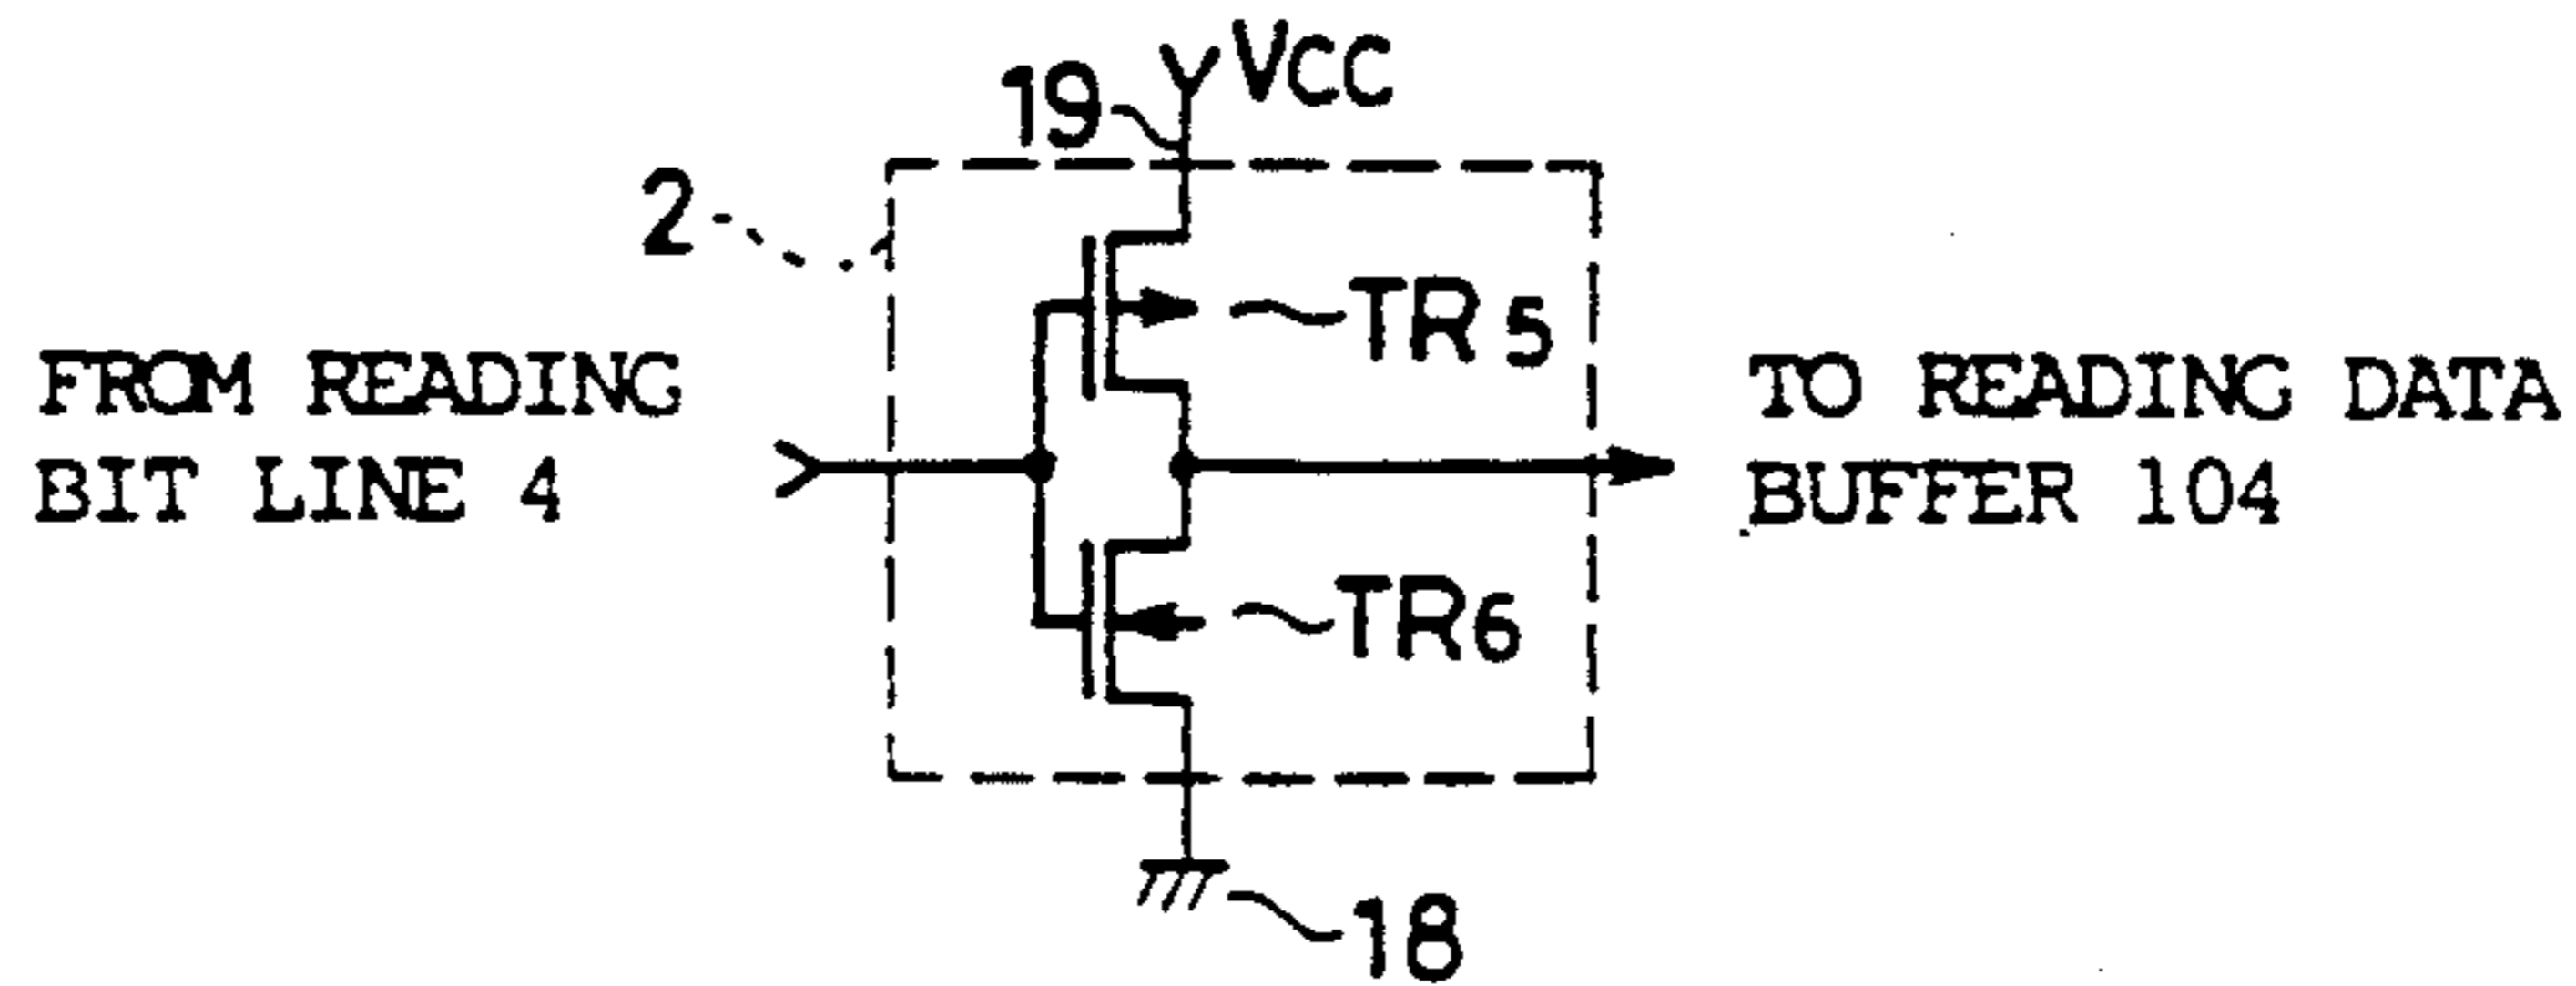 19 VCC
2
TR5
FROM READING
BIT LINE 4
TO READING DATA
BUFFER 104
TR6
18